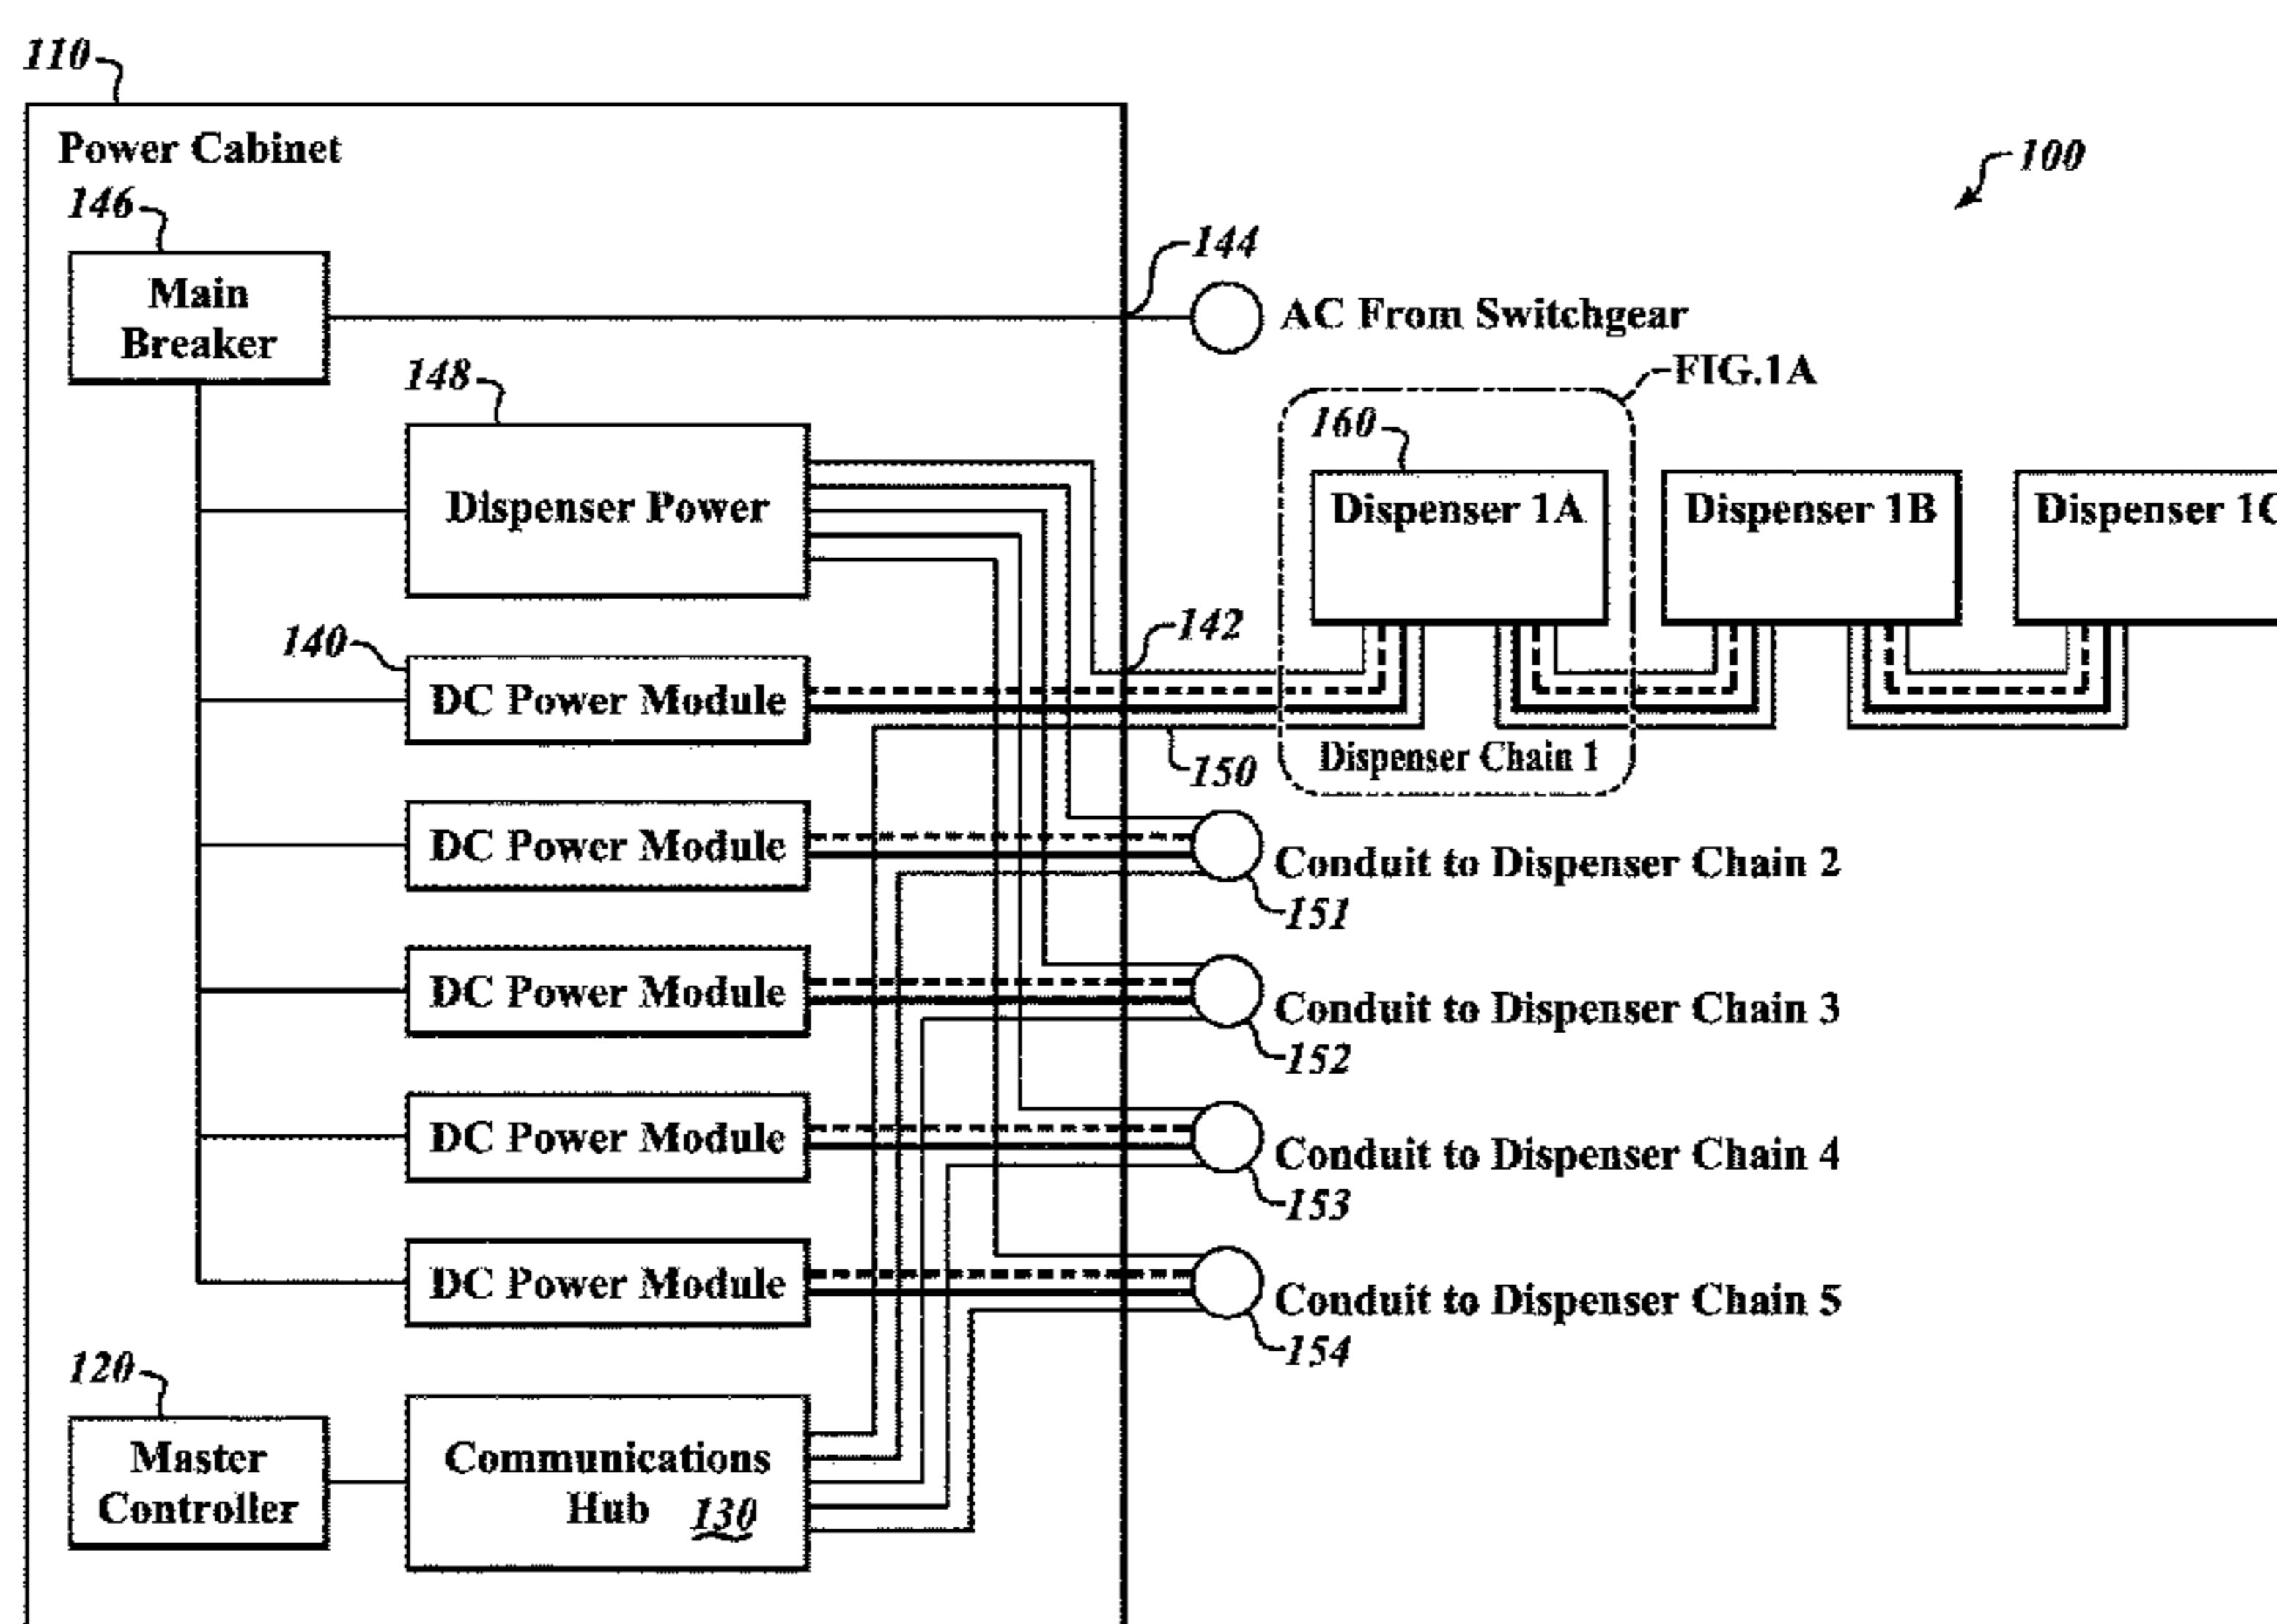 110
Power Cabinet
100
146
144
Main
Breaker
AC From Switchgear
148
FIG.1A
160
Dispenser Power
Dispenser 1A
Dispenser 1B
Dispenser 1C
142
140
DC Power Module
150
Dispenser Chain 1
DC Power Module
Conduit to Dispenser Chain 2
151
DC Power Module
Conduit to Dispenser Chain 3
152
DC Power Module
Conduit to Dispenser Chain 4
153
DC Power Module
Conduit to Dispenser Chain 5
154
120
Master
Controller
Communications
Hub 130